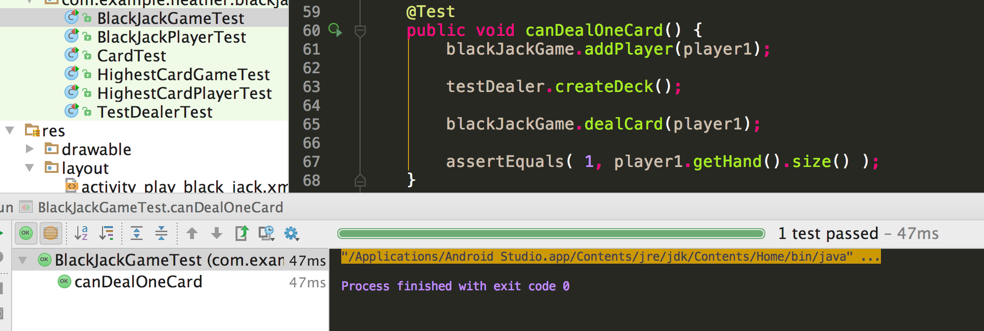 com.example.heather.blackj
BlackJackGameTest
BlackJackPlayerTest
CardTest
HighestCardGameTest
HighestCardPlayerTest
TestDealerTest
res
drawable
layout
activity_play_black_jack.xm
59 @Test
60 public void canDealOneCard() {
61 blackJackGame.addPlayer(player1);
62
63 testDealer.createDeck();
64
65 blackJackGame.dealCard(player1);
66
67 assertEquals( 1, player1.getHand().size() );
68 }
un BlackJackGameTest.canDealOneCard
1 test passed – 47ms
BlackJackGameTest (com.exan 47ms
canDealOneCard 47ms
"/Applications/Android Studio.app/Contents/jre/jdk/Contents/Home/bin/java" ...
Process finished with exit code 0